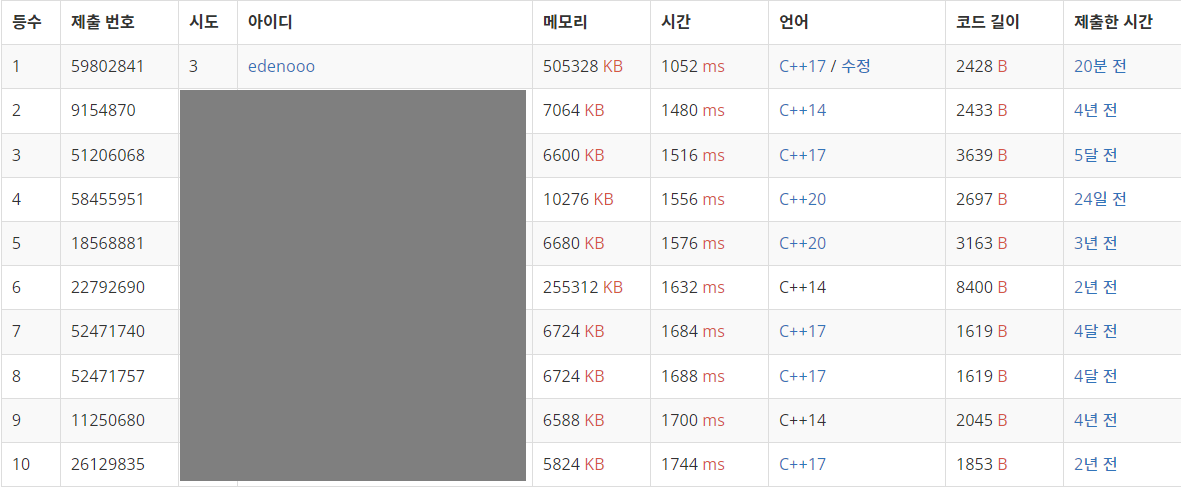 등수 제출 번호 시도 아이디 메모리 시간 언어 코드 길이 제출한 시간
1 59802841 3 edenooo 505328 KB 1052 ms C++17 / 수정 2428 B 20분 전
2 9154870 7064 KB 1480 ms C++14 2433 B 4년 전
3 51206068 6600 KB 1516 ms C++17 3639 B 5달 전
4 58455951 10276 KB 1556 ms C++20 2697 B 24일 전
5 18568881 6680 KB 1576 ms C++20 3163 B 3년 전
6 22792690 255312 KB 1632 ms C++14 8400 B 2년 전
7 52471740 6724 KB 1684 ms C++17 1619 B 4달 전
8 52471757 6724 KB 1688 ms C++17 1619 B 4달 전
9 11250680 6588 KB 1700 ms C++14 2045 B 4년 전
10 26129835 5824 KB 1744 ms C++17 1853 B 2년 전